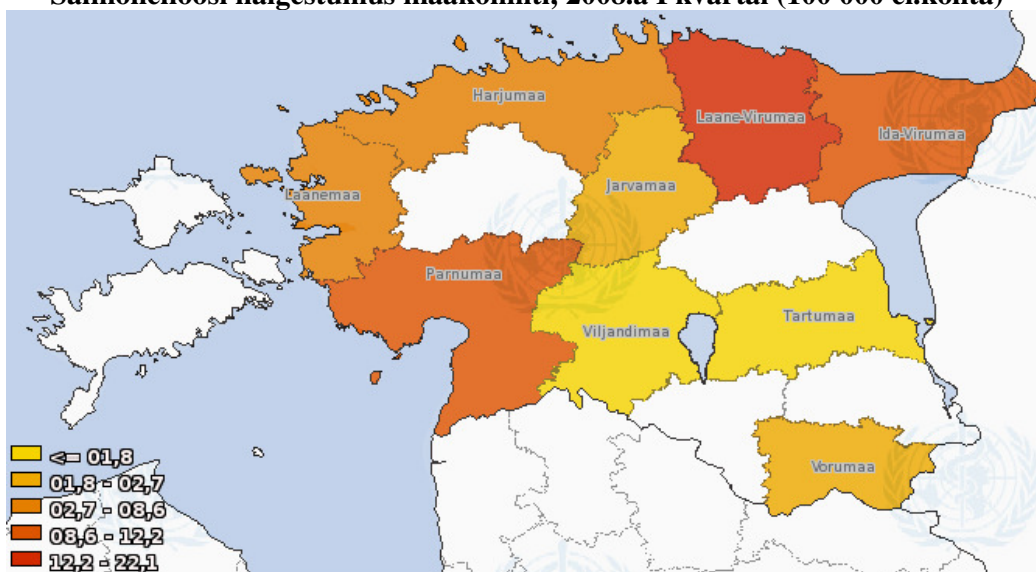 Salmonelloosi haigestumus maakonniti, 2008.a I kvartal (100 000 el.kohta)
Harjumaa
Laane-Virumaa
Ida-Virumaa
Laanemaa
Jarvamaa
Parnumaa
Viljandimaa
Tartumaa
Vorumaa
<= 01,8
01,8 - 02,7
02,7 - 08,6
08,6 - 12,2
12,2 - 22,1